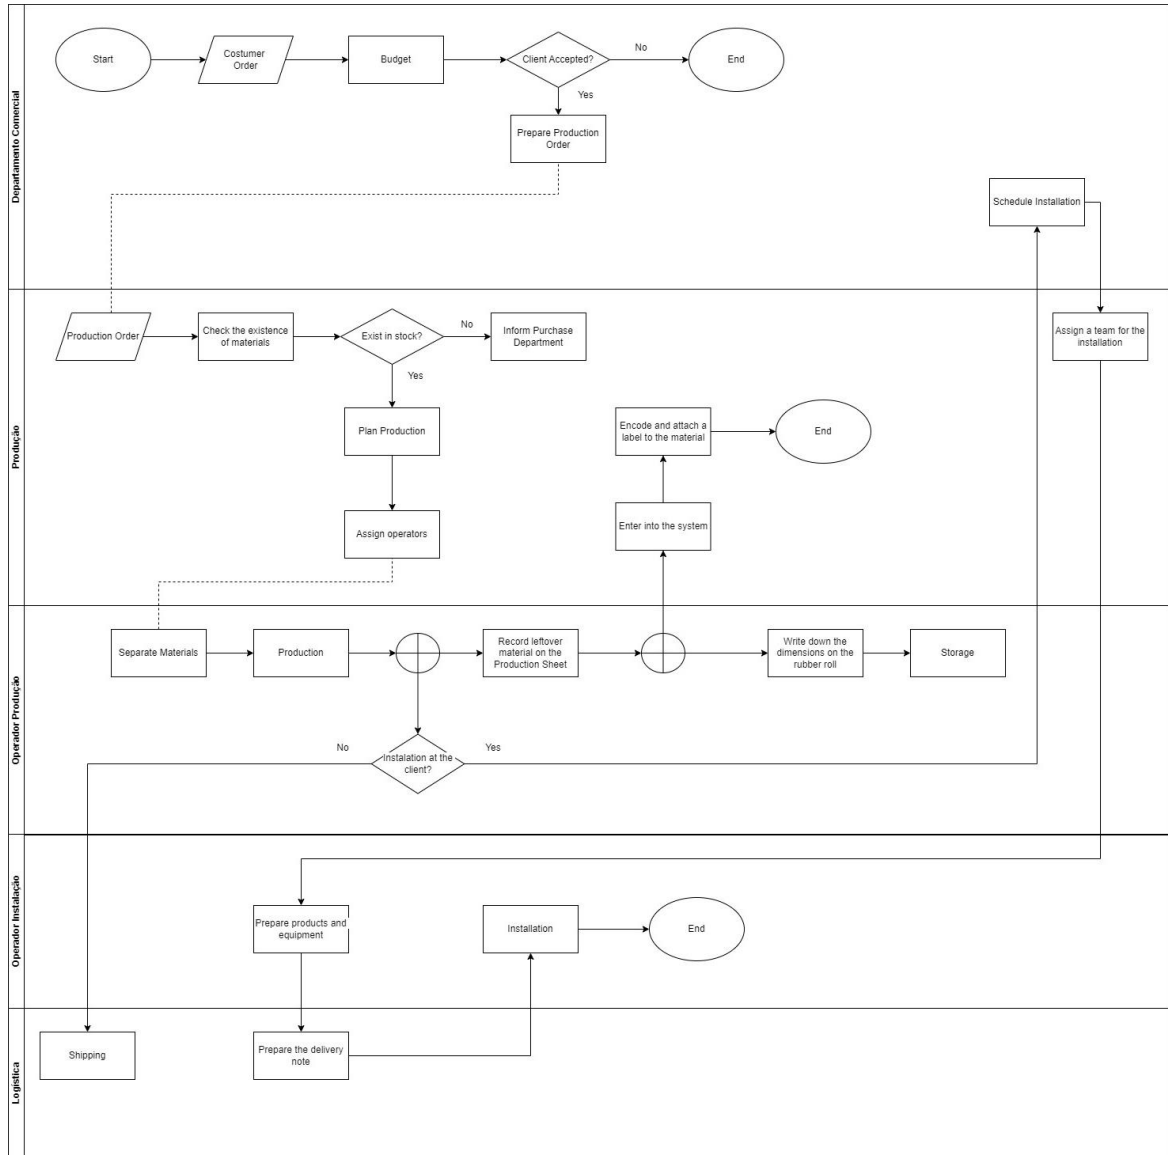 Departamento Comercial
Start
Costumer
Order
Budget
Client Accepted?
No
End
Yes
Prepare Production
Order
Schedule Installation
Produção
Production Order
Check the existence
of materials
Exist in stock?
No
Inform Purchase
Department
Assign a team for the
installation
Yes
Plan Production
Encode and attach a
label to the material
End
Assign operators
Enter into the system
Operador Produção
Separate Materials
Production
Record leftover
material on the
Production Sheet
Write down the
dimensions on the
rubber roll
Storage
No
Instalation at the
client?
Yes
Operador Instalação
Prepare products and
equipment
Installation
End
Logística
Shipping
Prepare the delivery
note